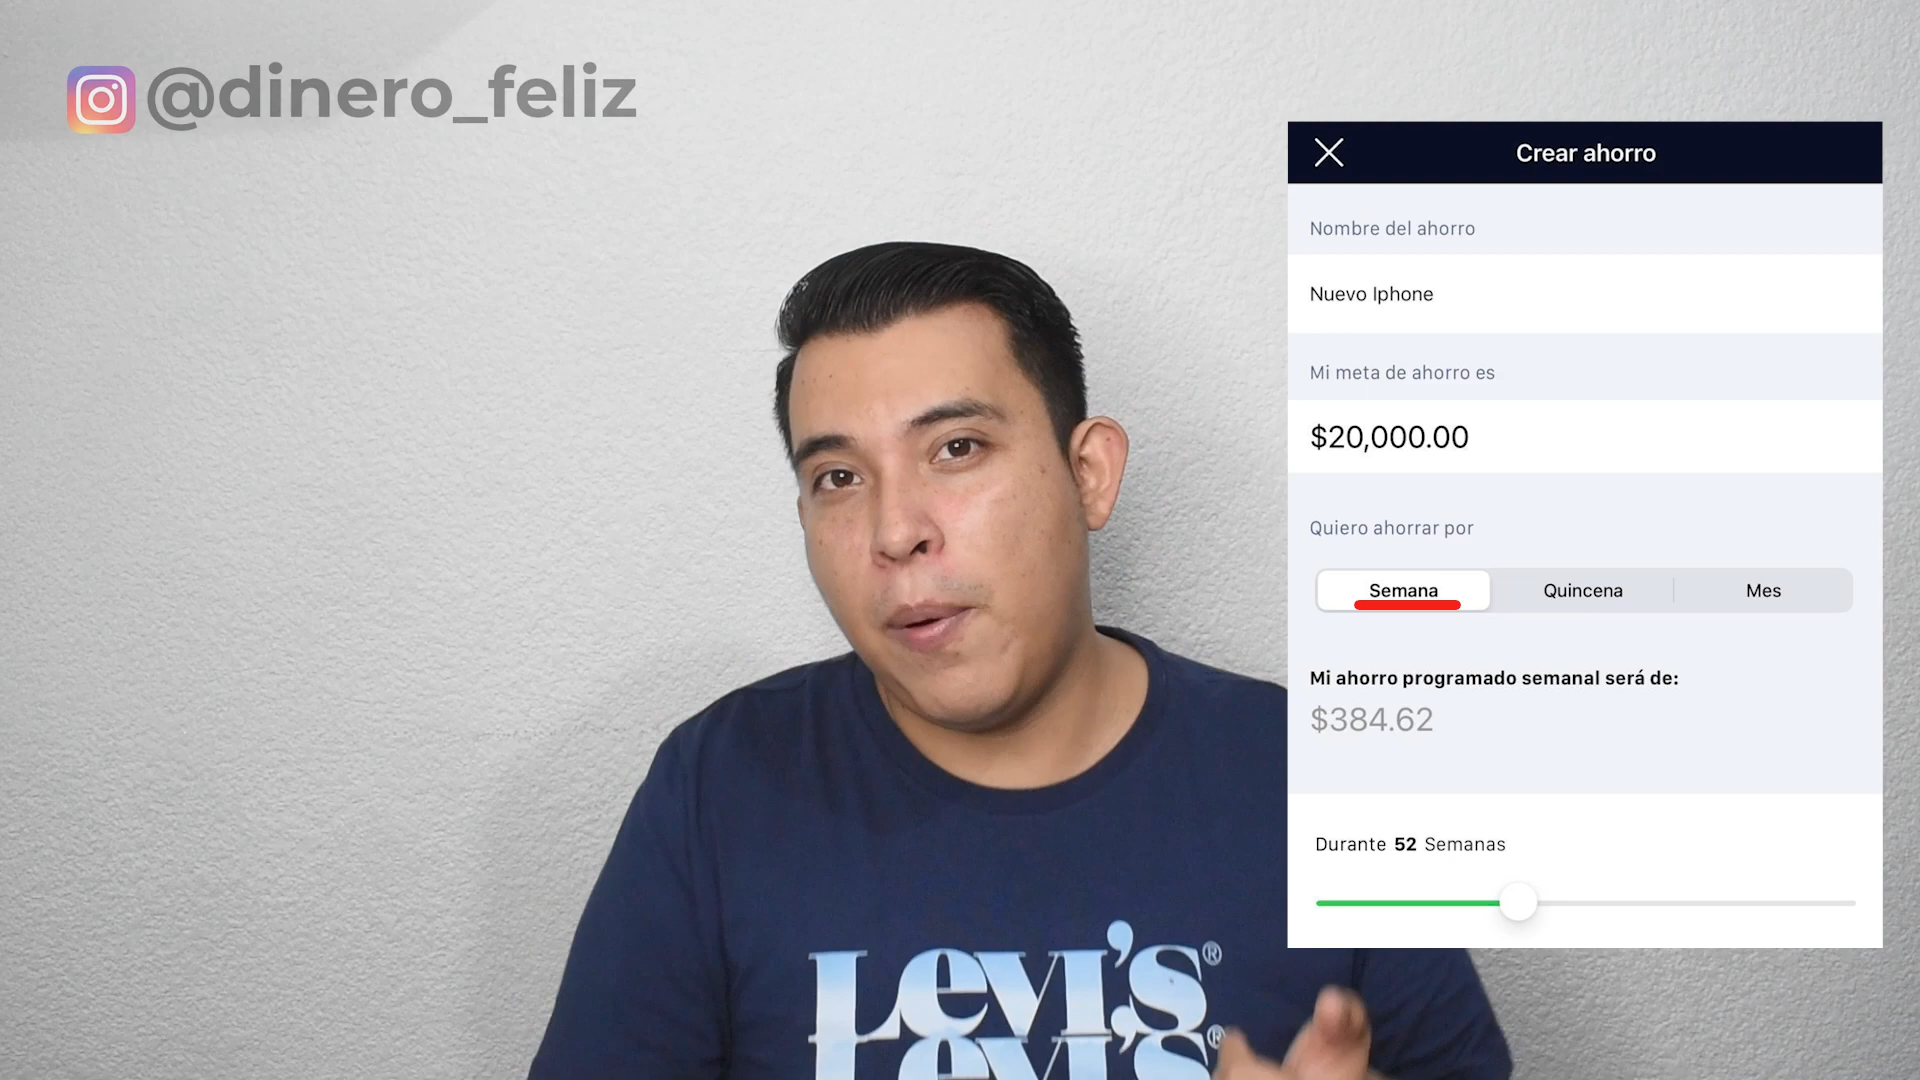 @dinero_feliz
Crear ahorro
Nombre del ahorro
Nuevo Iphone
Mi meta de ahorro es
$20,000.00
Quiero ahorrar por
Semana Quincena Mes
Mi ahorro programado semanal será de:
$384.62
Durante 52 Semanas
LEVI'S®
LEVI'S®